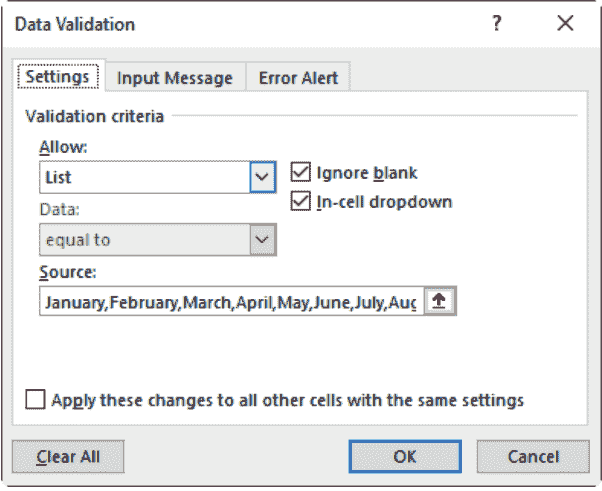 Data Validation ?
Settings Input Message Error Alert
Validation criteria
Allow:
List
Ignore blank
Data:
In-cell dropdown
equal to
Source:
January,February,March,April,May,June,July,Aug
Apply these changes to all other cells with the same settings
Clear All OK Cancel